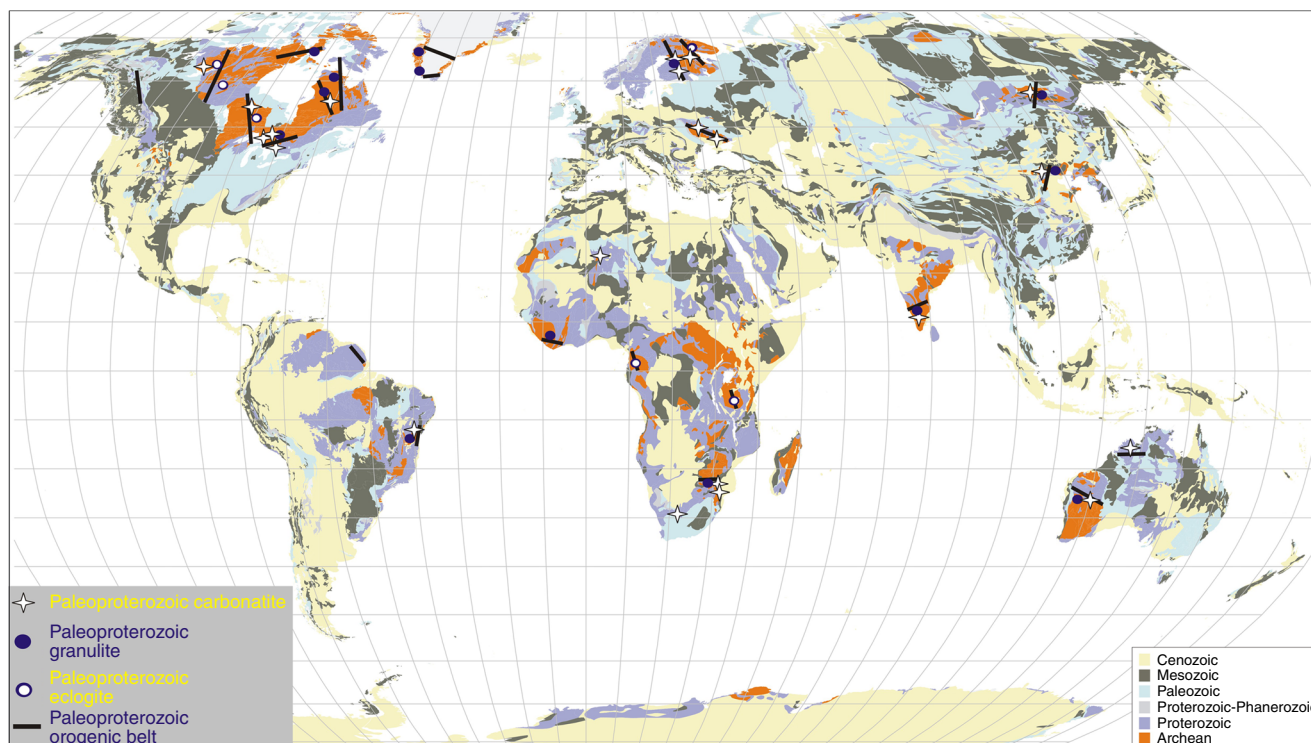 Paleoproterozoic carbonatite
Paleoproterozoic
granulite
Paleoproterozoic
eclogite
Paleoproterozoic
orogenic belt
Cenozoic
Mesozoic
Paleozoic
Proterozoic-Phanerozoic
Proterozoic
Archean